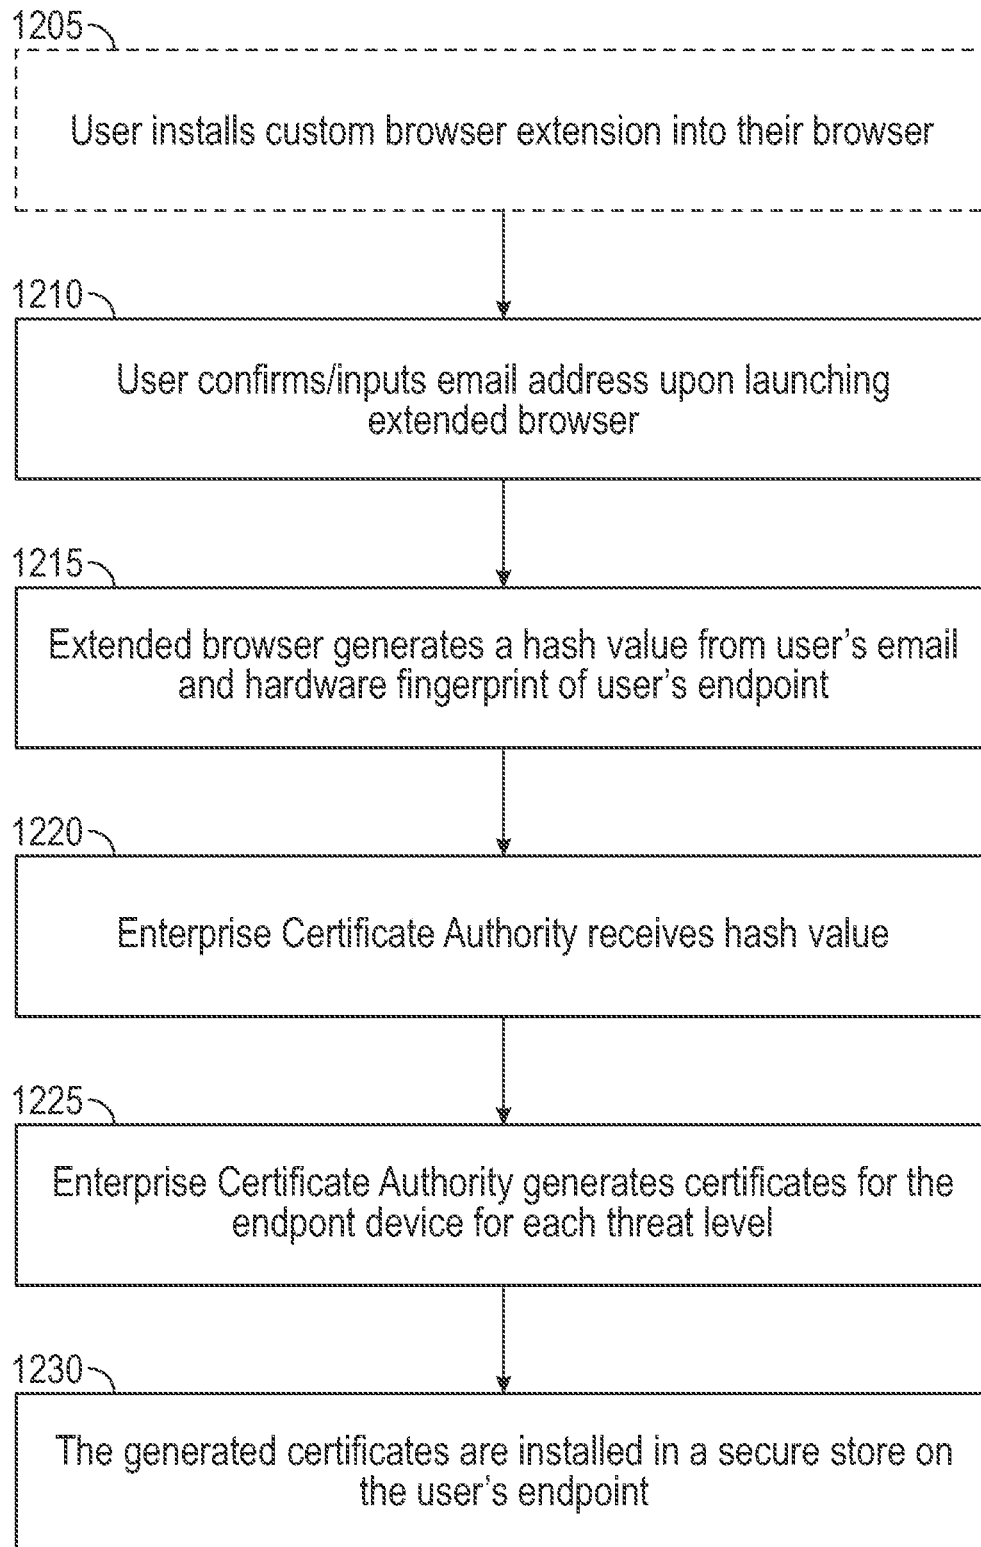 1205
User installs custom browser extension into their browser
1210
User confirms/inputs email address upon launching
extended browser
1215
Extended browser generates a hash value from user's email
and hardware fingerprint of user's endpoint
1220
Enterprise Certificate Authority receives hash value
1225
Enterprise Certificate Authority generates certificates for the
endpont device for each threat level
1230
The generated certificates are installed in a secure store on
the user's endpoint